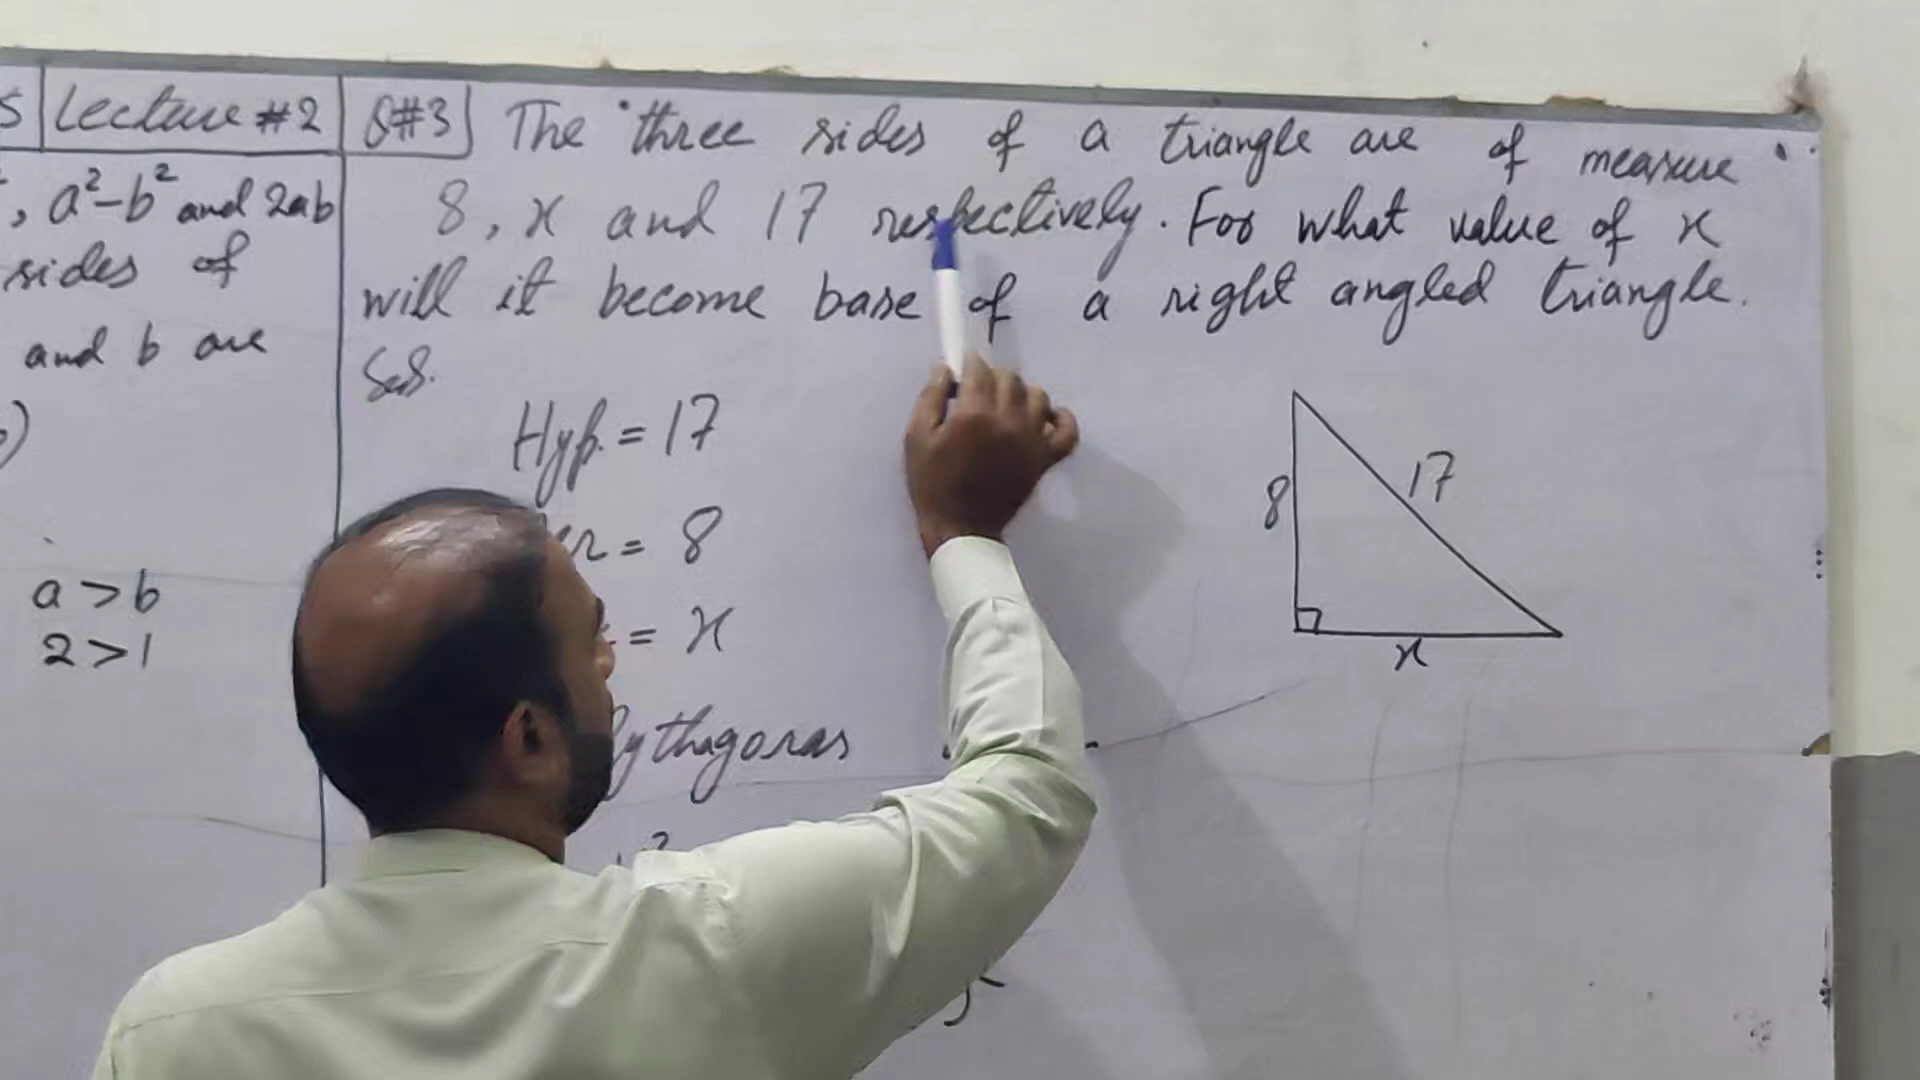 Lecture #2
, a²-b² and 2ab
sides of
and b are
a > b
2 > 1
Q#3 The three sides of a triangle are of measure
8, x and 17 respectively. For what value of x
will it become base of a right angled triangle.
Sol.
Hyp. = 17
= 8
= x
Pythagoras
8
17
x